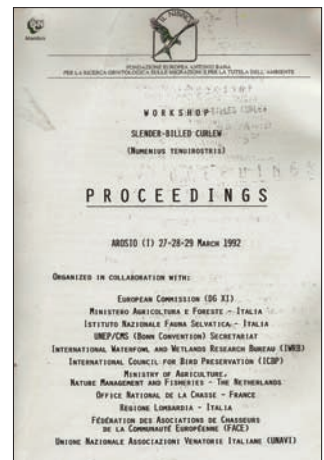 FONDAZIONE EUROPEA ANTONIO BANA
PER LA RICERCA ORNITOLOGICA SULLE MIGRAZIONI E PER LA TUTELA DELL'AMBIENTE
WORKSHOP
SLENDER-BILLED CURLEW
(NUMENIUS TENUIROSTRIS)
PROCEEDINGS
AROSIO (I) 27-28-29 MARCH 1992
ORGANIZED IN COLLABORATION WITH:
EUROPEAN COMMISSION (DG XI)
MINISTERO AGRICOLTURA E FORESTE - ITALIA
ISTITUTO NAZIONALE FAUNA SELVATICA - ITALIA
UNEP/CMS (BONN CONVENTION) SECRETARIAT
INTERNATIONAL WATERFOWL AND WETLANDS RESEARCH BUREAU (IWRB)
INTERNATIONAL COUNCIL FOR BIRD PRESERVATION (ICBP)
MINISTRY OF AGRICULTURE,
NATURE MANAGEMENT AND FISHERIES - THE NETHERLANDS
OFFICE NATIONAL DE LA CHASSE - FRANCE
REGIONE LOMBARDIA - ITALIA
FÉDÉRATION DES ASOCIATIONS DE CHASSEURS
DE LA COMMUNAUTÉ EUROPÉENNE (FACE)
UNIONE NAZIONALE ASSOCIAZIONI VENATORIE ITALIANE (UNAVI)